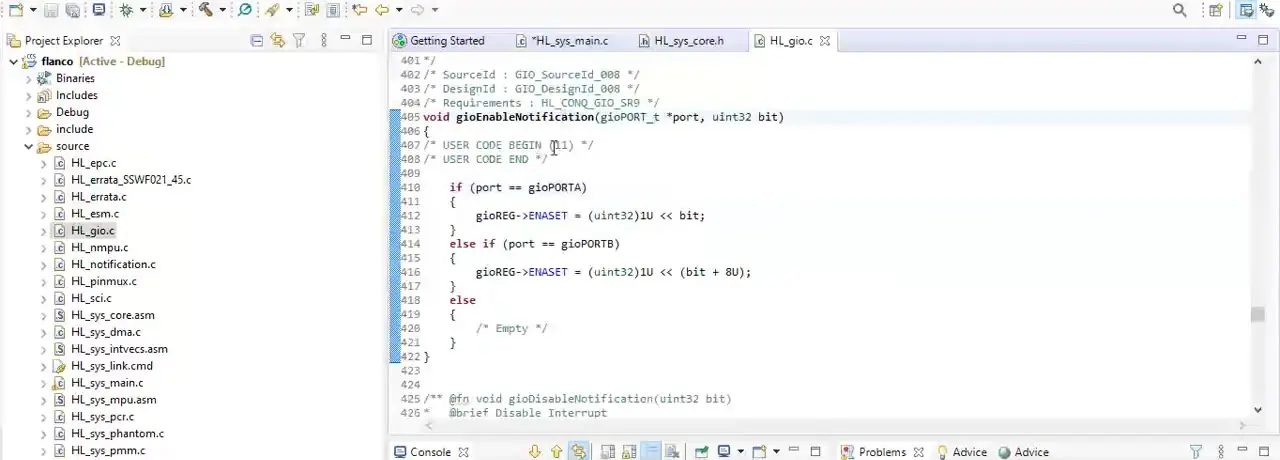 Project Explorer
flanco [Active - Debug]
Binaries
Includes
Debug
include
source
HL_epc.c
HL_errata_SSWF021_45.c
HL_errata.c
HL_esm.c
HL_gio.c
HL_nmpu.c
HL_notification.c
HL_pinmux.c
HL_sci.c
HL_sys_core.asm
HL_sys_dma.c
HL_sys_intvecs.asm
HL_sys_link.cmd
HL_sys_main.c
HL_sys_mpu.asm
HL_sys_pcr.c
HL_sys_phantom.c
HL_sys_pmm.c
Getting Started *HL_sys_main.c HL_sys_core.h HL_gio.c
401 */
402 /* SourceId : GIO_SourceId_008 */
403 /* DesignId : GIO_DesignId_008 */
404 /* Requirements : HL_CONQ_GIO_SR9 */
405 void gioEnableNotification(gioPORT_t *port, uint32 bit)
406 {
407 /* USER CODE BEGIN (11) */
408 /* USER CODE END */
409
410 if (port == gioPORTA)
411 {
412 gioREG->ENASET = (uint32)1U << bit;
413 }
414 else if (port == gioPORTB)
415 {
416 gioREG->ENASET = (uint32)1U << (bit + 8U);
417 }
418 else
419 {
420 /* Empty */
421 }
422 }
423
424
425 /** @fn void gioDisableNotification(uint32 bit)
426 * @brief Disable Interrupt
Console
Problems Advice Advice